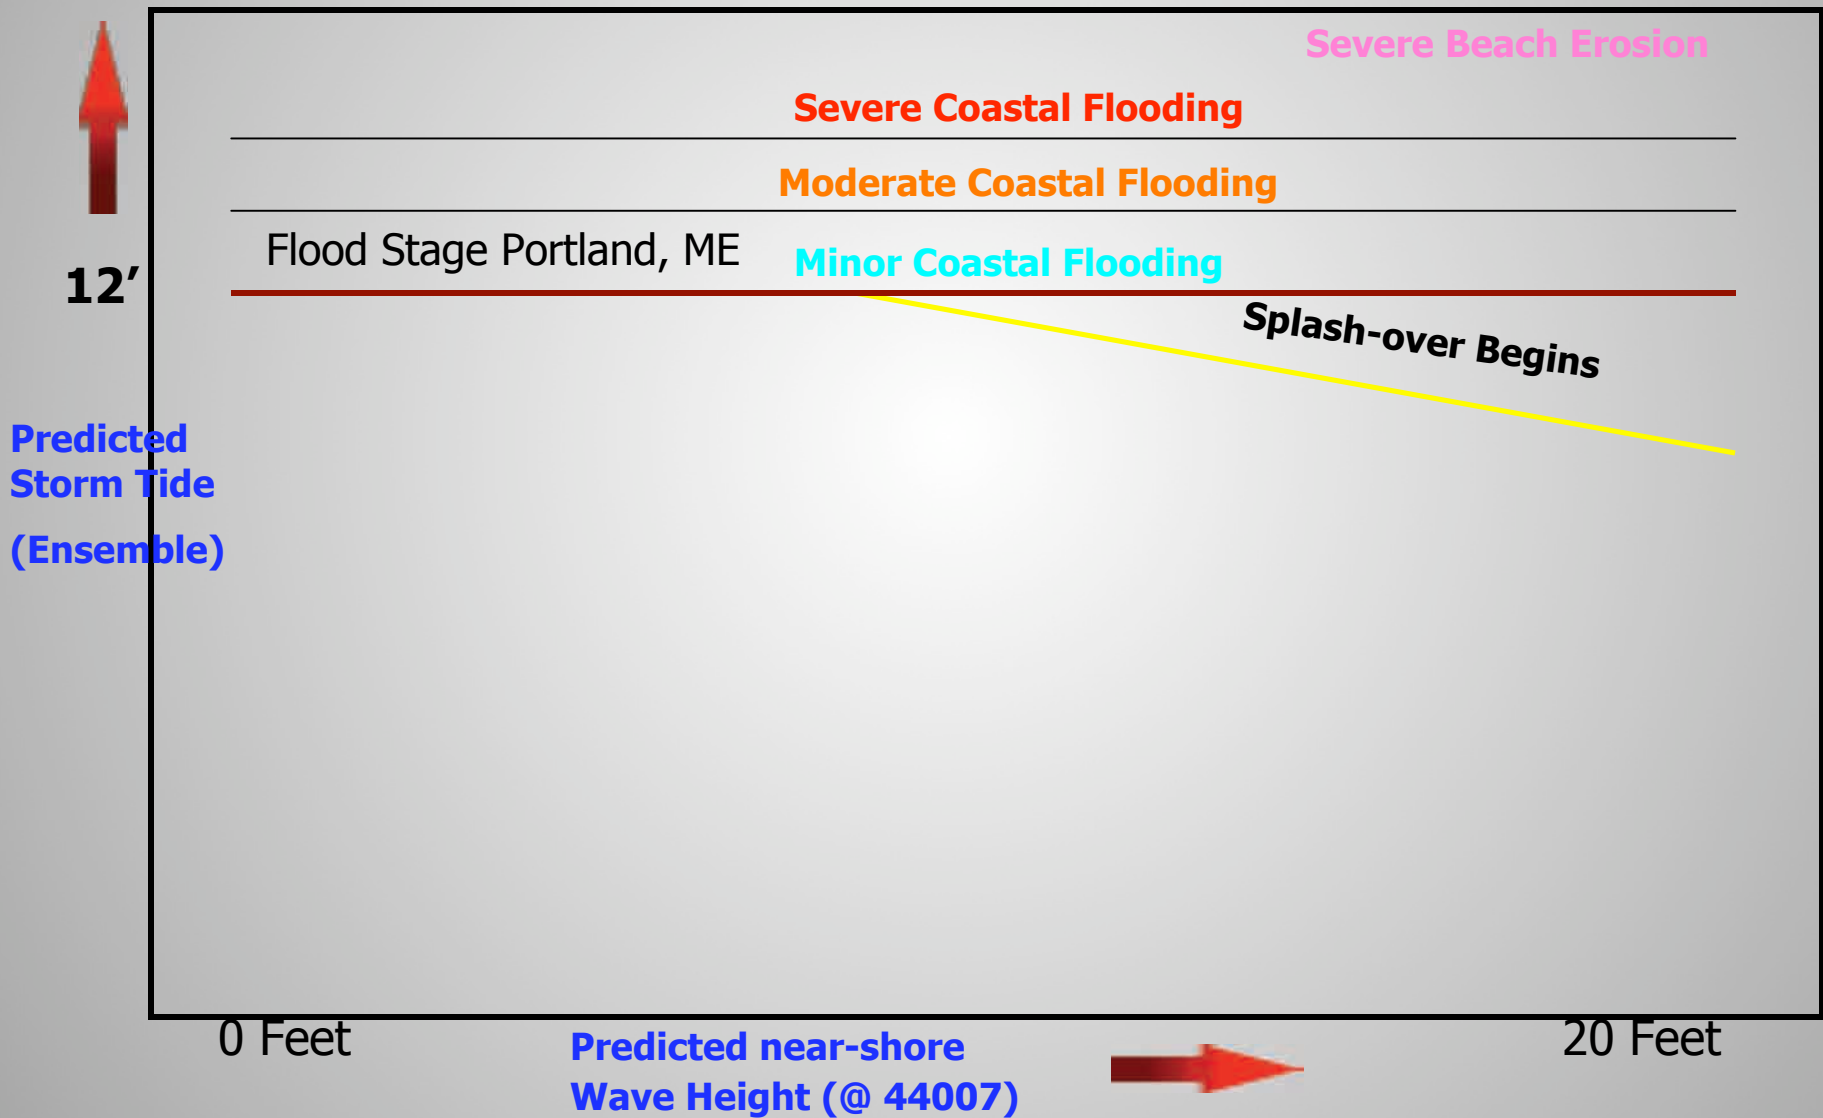 Severe Beach Erosion
Severe Coastal Flooding
Moderate Coastal Flooding
Flood Stage Portland, ME
Minor Coastal Flooding
12’
Splash-over Begins
Predicted
Storm Tide
(Ensemble)
0 Feet
20 Feet
Predicted near-shore
Wave Height (@ 44007)